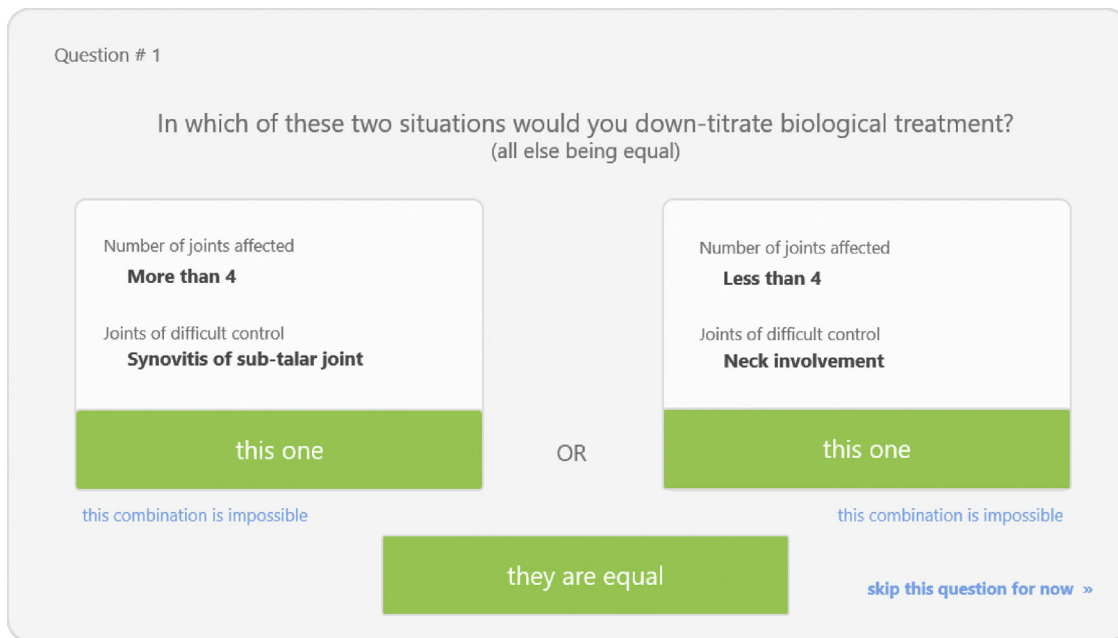 Question # 1
In which of these two situations would you down-titrate biological treatment?
(all else being equal)
Number of joints affected
More than 4
Joints of difficult control
Synovitis of sub-talar joint
this one
this combination is impossible
OR
Number of joints affected
Less than 4
Joints of difficult control
Neck involvement
this one
this combination is impossible
they are equal
skip this question for now »